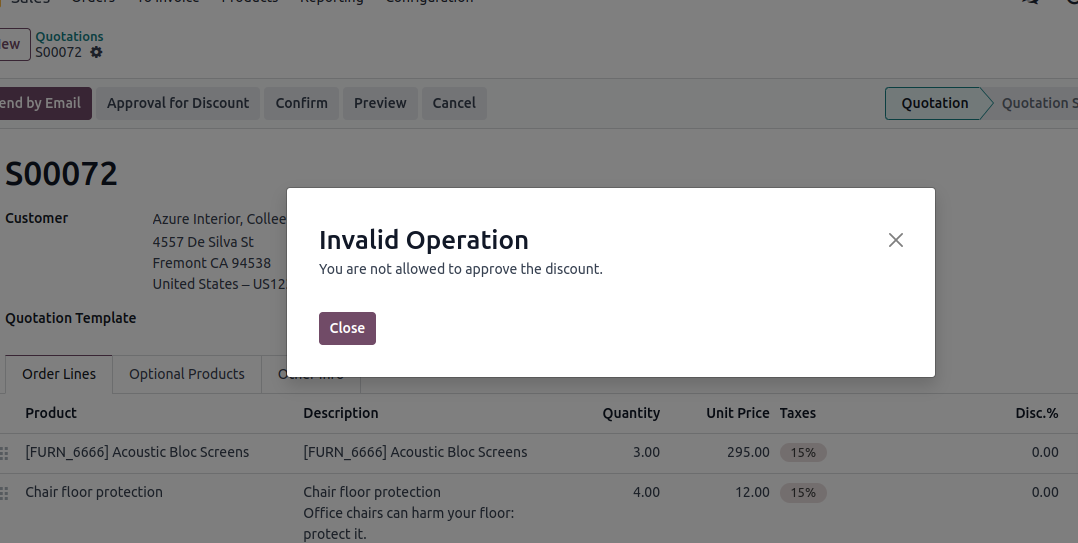 Sales Orders To Invoice Products Reporting Configuration
Quotations
S00072
end by Email Approval for Discount Confirm Preview Cancel Quotation Quotation S
S00072
Customer Azure Interior, Collee
4557 De Silva St
Fremont CA 94538
United States – US12
Invalid Operation
You are not allowed to approve the discount.
Close
Quotation Template
Order Lines Optional Products Other Info
Product Description Quantity Unit Price Taxes Disc.%
[FURN_6666] Acoustic Bloc Screens [FURN_6666] Acoustic Bloc Screens 3.00 295.00 15% 0.00
Chair floor protection Chair floor protection 4.00 12.00 15% 0.00
Office chairs can harm your floor:
protect it.